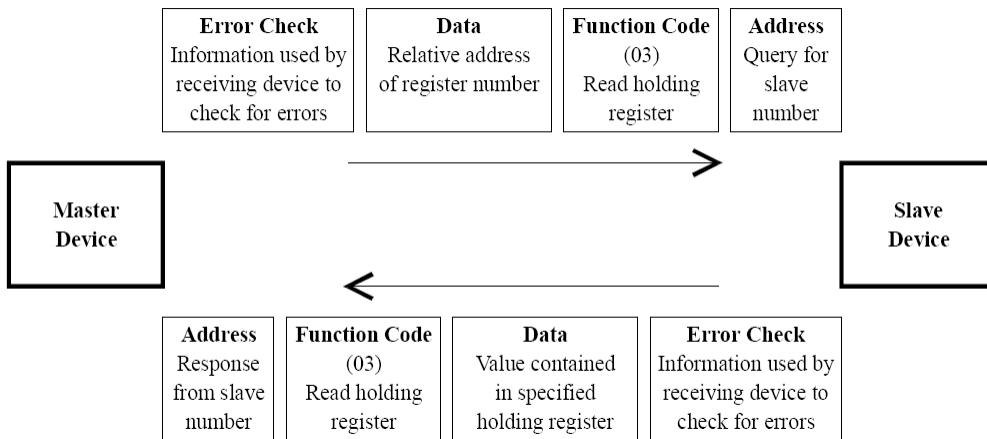 Error Check
Information used by
receiving device to
check for errors
Data
Relative address
of register number
Function Code
(03)
Read holding
register
Address
Query for
slave
number
Master
Device
Slave
Device
Address
Response
from slave
number
Function Code
(03)
Read holding
register
Data
Value contained
in specified
holding register
Error Check
Information used by
receiving device to
check for errors